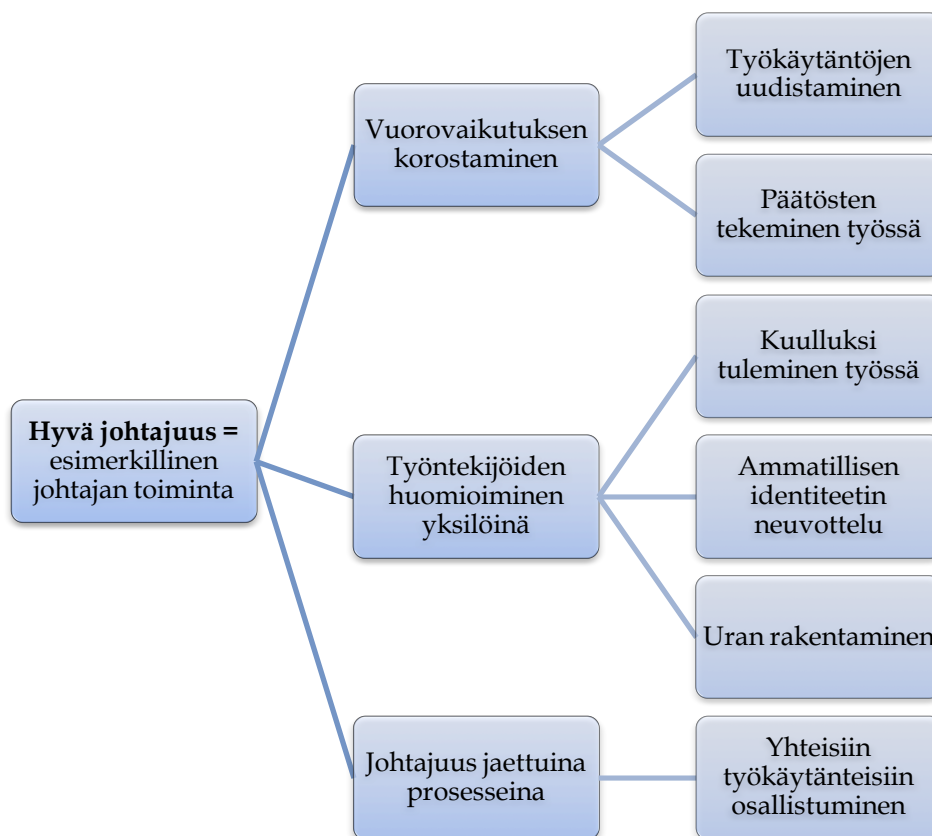 Hyvä johtajuus =
esimerkillinen
johtajan toiminta
Vuorovaikutuksen
korostaminen
Työkäytäntöjen
uudistaminen
Päätösten
tekeminen työssä
Työntekijöiden
huomioiminen
yksilöinä
Kuulluksi
tuleminen työssä
Ammatillisen
identiteetin
neuvottelu
Uran rakentaminen
Johtajuus jaettuina
prosesseina
Yhteisiin
työkäytänteisiin
osallistuminen